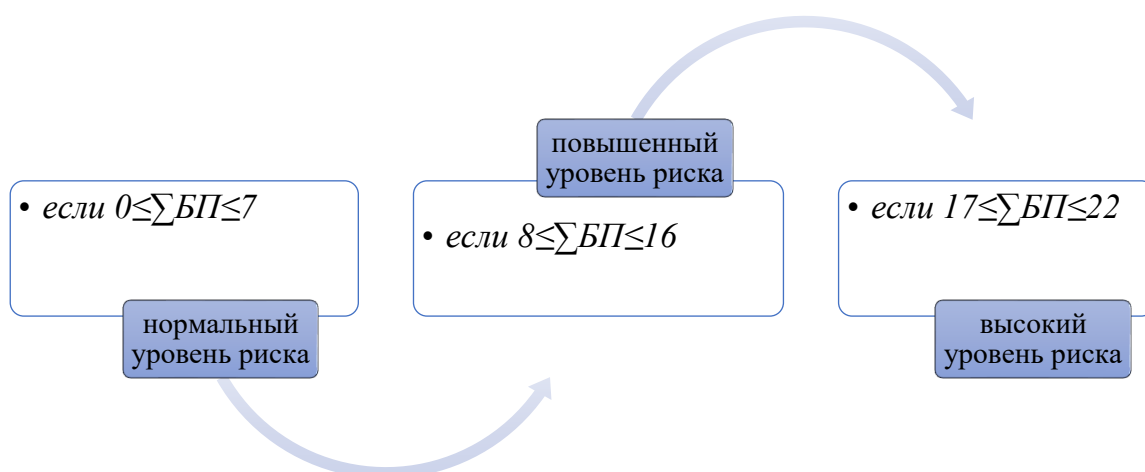 • если 0≤∑БП≤7
нормальный
уровень риска
повышенный
уровень риска
• если 8≤∑БП≤16
• если 17≤∑БП≤22
высокий
уровень риска